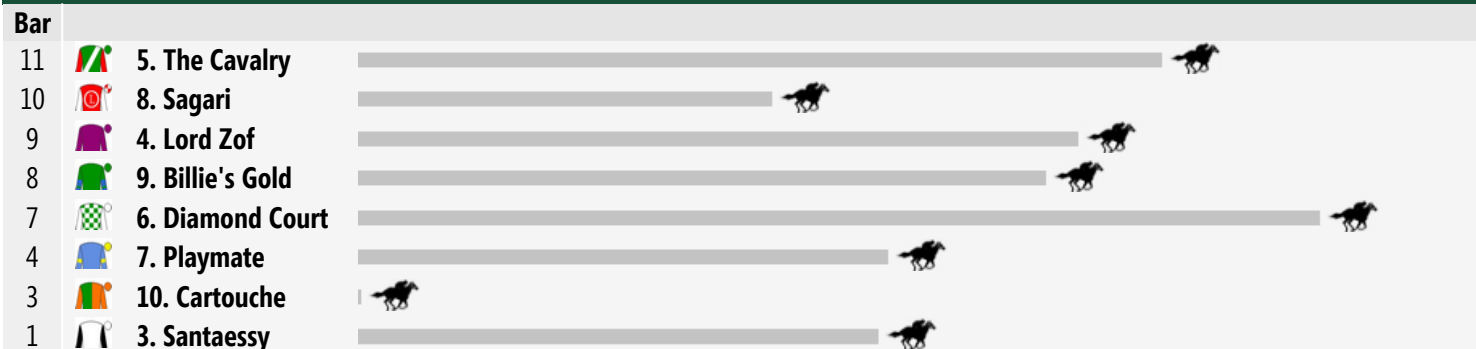 Bar
11 5. The Cavalry
10 8. Sagari
9 4. Lord Zof
8 9. Billie's Gold
7 6. Diamond Court
4 7. Playmate
3 10. Cartouche
1 3. Santaessy